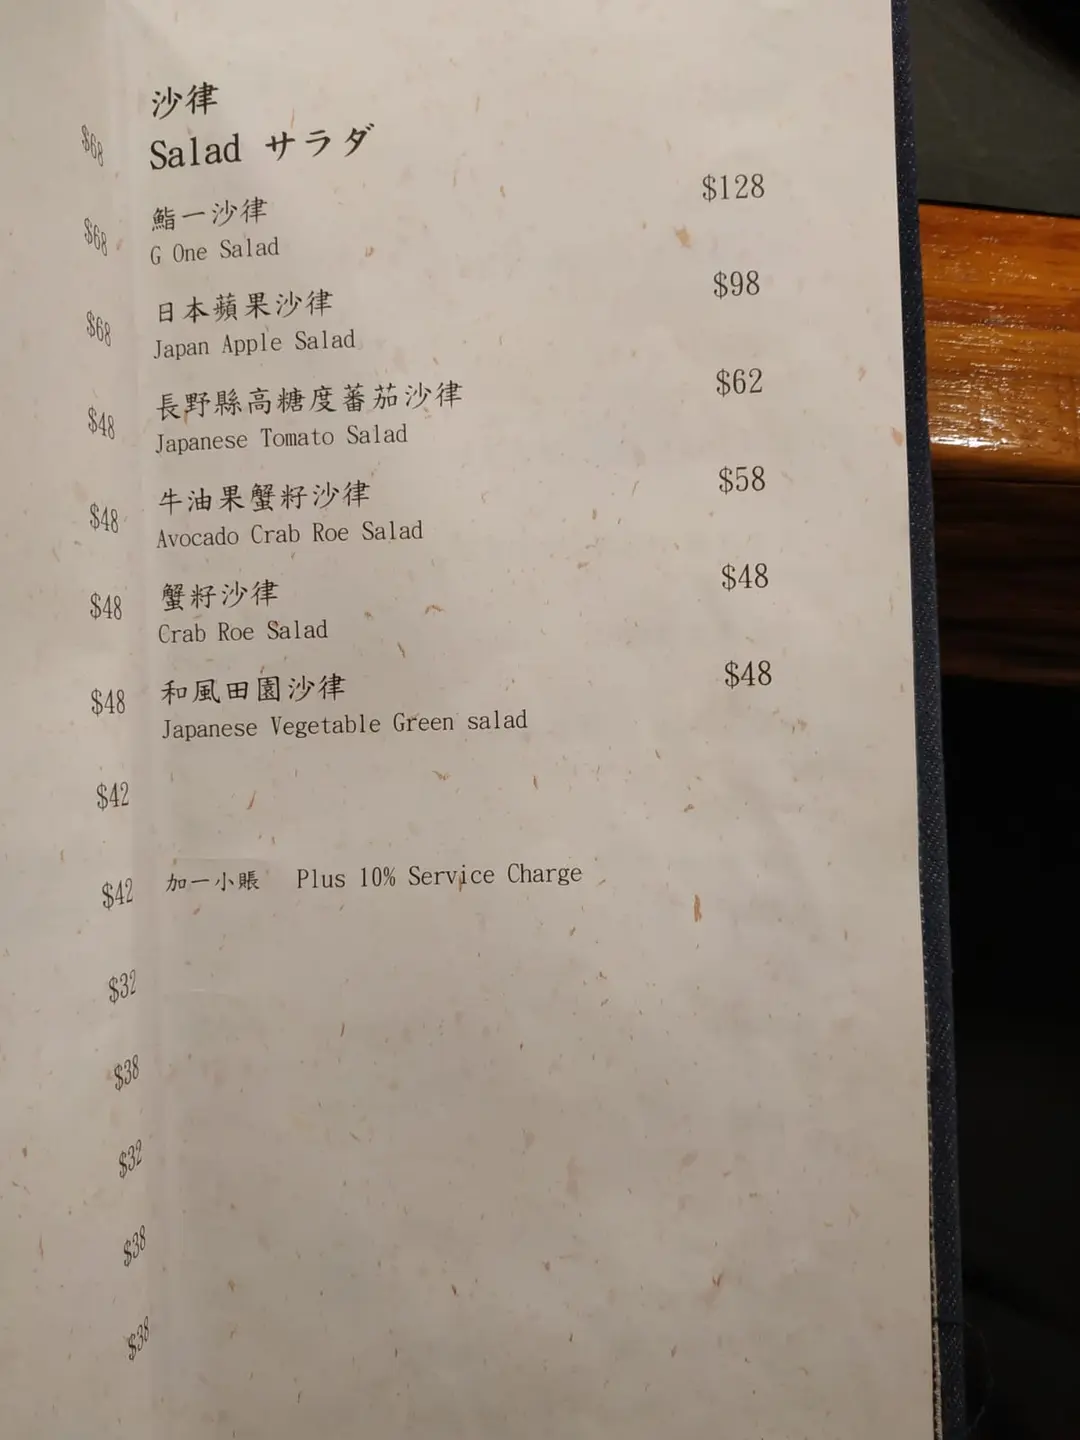 沙律
Salad サラダ
鮨一沙律 $128
G One Salad
日本蘋果沙律 $98
Japan Apple Salad
長野縣高糖度蕃茄沙律 $62
Japanese Tomato Salad
牛油果蟹籽沙律 $58
Avocado Crab Roe Salad
蟹籽沙律 $48
Crab Roe Salad
和風田園沙律 $48
Japanese Vegetable Green salad
加一小賬 Plus 10% Service Charge
$68
$68
$68
$48
$48
$48
$48
$42
$42
$32
$38
$32
$38
$38